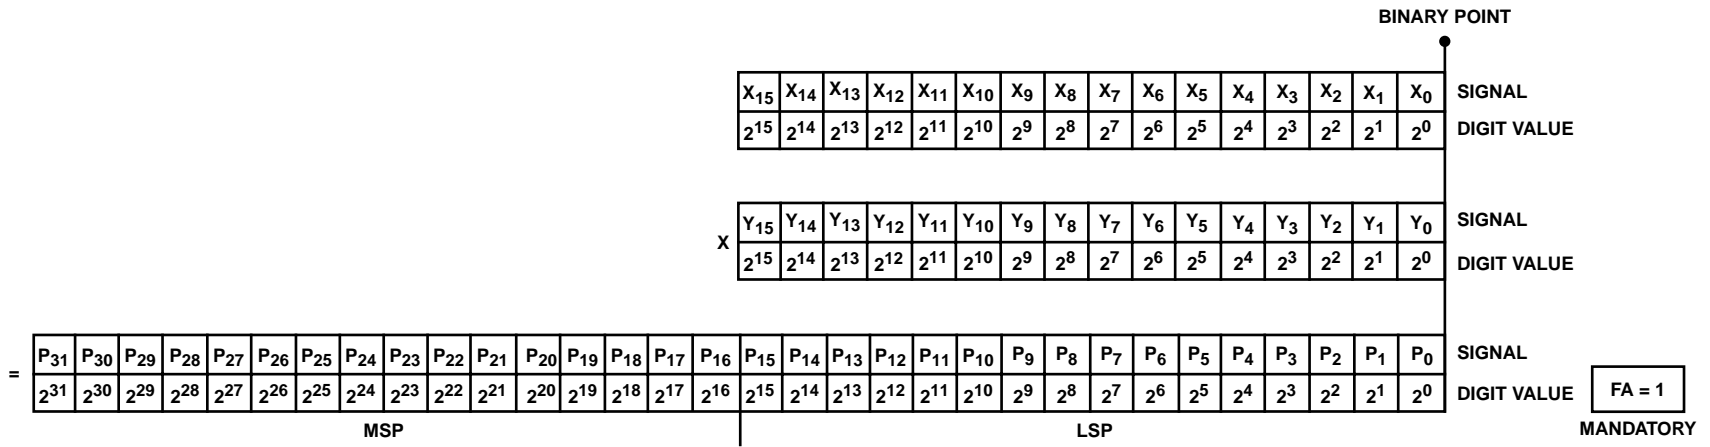 BINARY POINT
X15 X14 X13 X12 X11 X10 X9 X8 X7 X6 X5 X4 X3 X2 X1 X0 SIGNAL
2^15 2^14 2^13 2^12 2^11 2^10 2^9 2^8 2^7 2^6 2^5 2^4 2^3 2^2 2^1 2^0 DIGIT VALUE
Y15 Y14 Y13 Y12 Y11 Y10 Y9 Y8 Y7 Y6 Y5 Y4 Y3 Y2 Y1 Y0 SIGNAL
X
2^15 2^14 2^13 2^12 2^11 2^10 2^9 2^8 2^7 2^6 2^5 2^4 2^3 2^2 2^1 2^0 DIGIT VALUE
P31 P30 P29 P28 P27 P26 P25 P24 P23 P22 P21 P20 P19 P18 P17 P16 P15 P14 P13 P12 P11 P10 P9 P8 P7 P6 P5 P4 P3 P2 P1 P0 SIGNAL
=
2^31 2^30 2^29 2^28 2^27 2^26 2^25 2^24 2^23 2^22 2^21 2^20 2^19 2^18 2^17 2^16 2^15 2^14 2^13 2^12 2^11 2^10 2^9 2^8 2^7 2^6 2^5 2^4 2^3 2^2 2^1 2^0 DIGIT VALUE FA = 1
MSP LSP MANDATORY